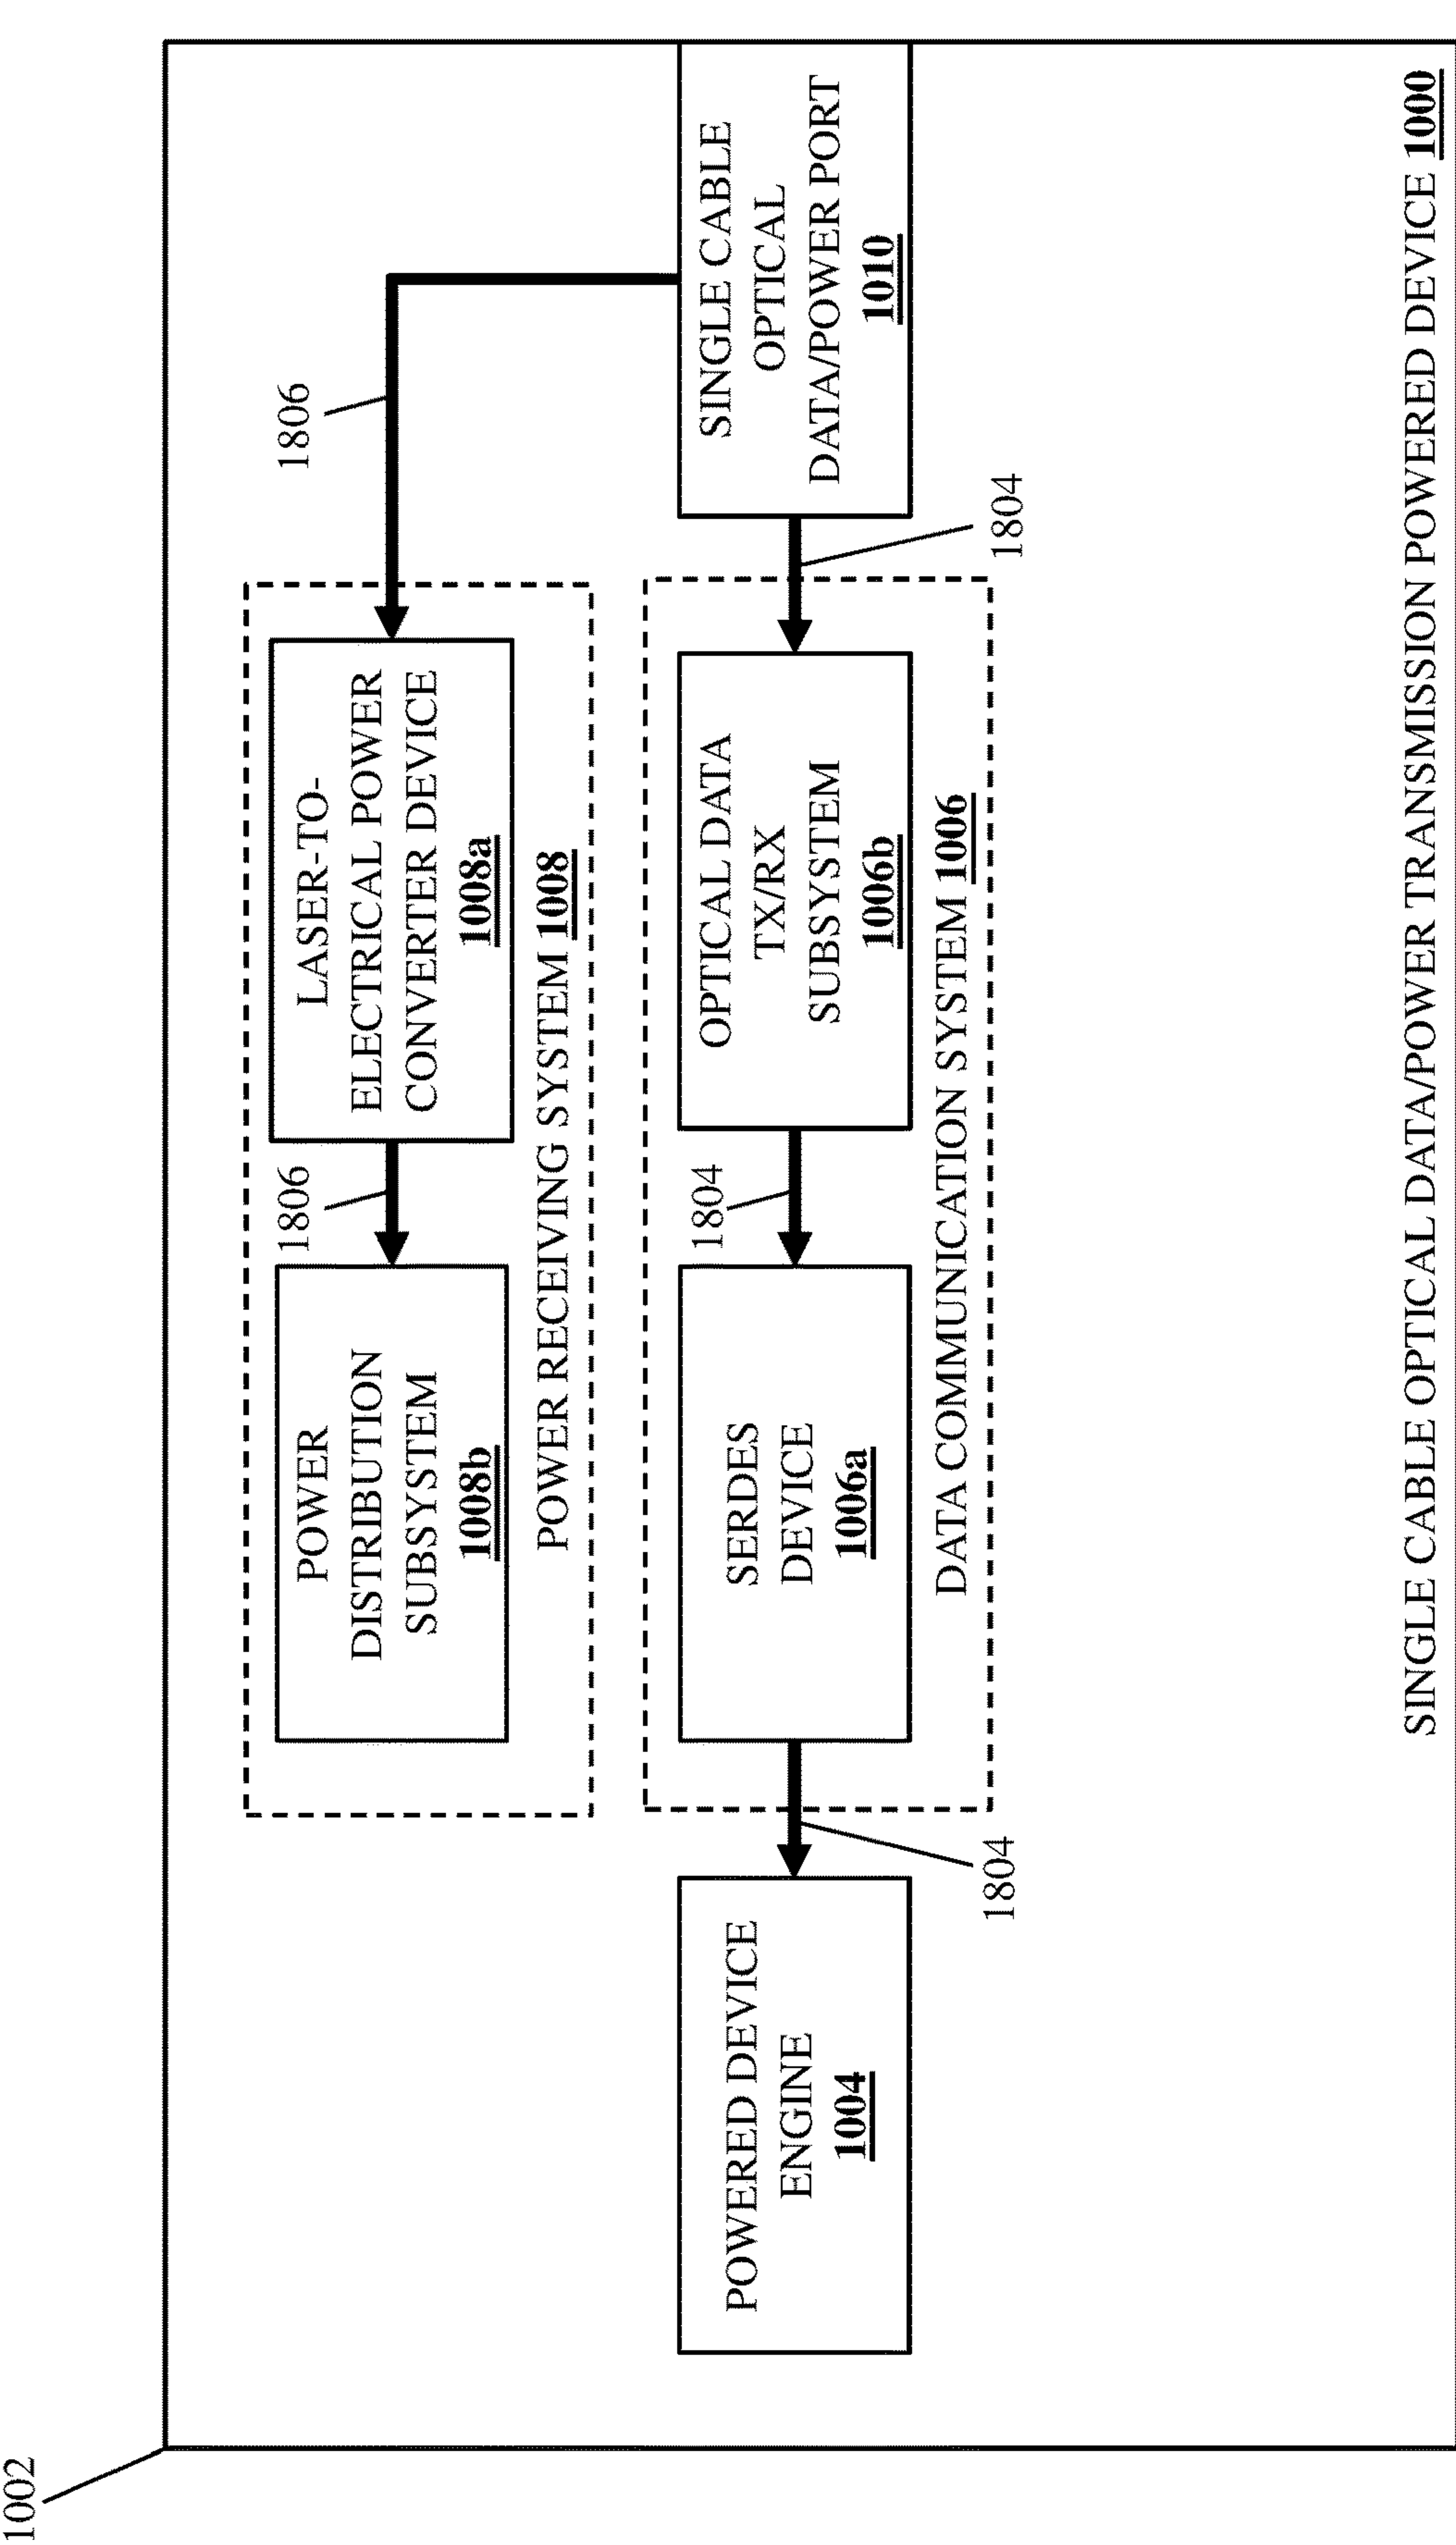 1002
1806
1806
POWER
DISTRIBUTION
SUBSYSTEM
1008b
LASER-TO-
ELECTRICAL POWER
CONVERTER DEVICE
1008a
POWER RECEIVING SYSTEM 1008
POWERED DEVICE
ENGINE
1004
1804
SERDES
DEVICE
1006a
1804
OPTICAL DATA
TX/RX
SUBSYSTEM
1006b
1804
SINGLE CABLE
OPTICAL
DATA/POWER PORT
1010
DATA COMMUNICATION SYSTEM 1006
SINGLE CABLE OPTICAL DATA/POWER TRANSMISSION POWERED DEVICE 1000